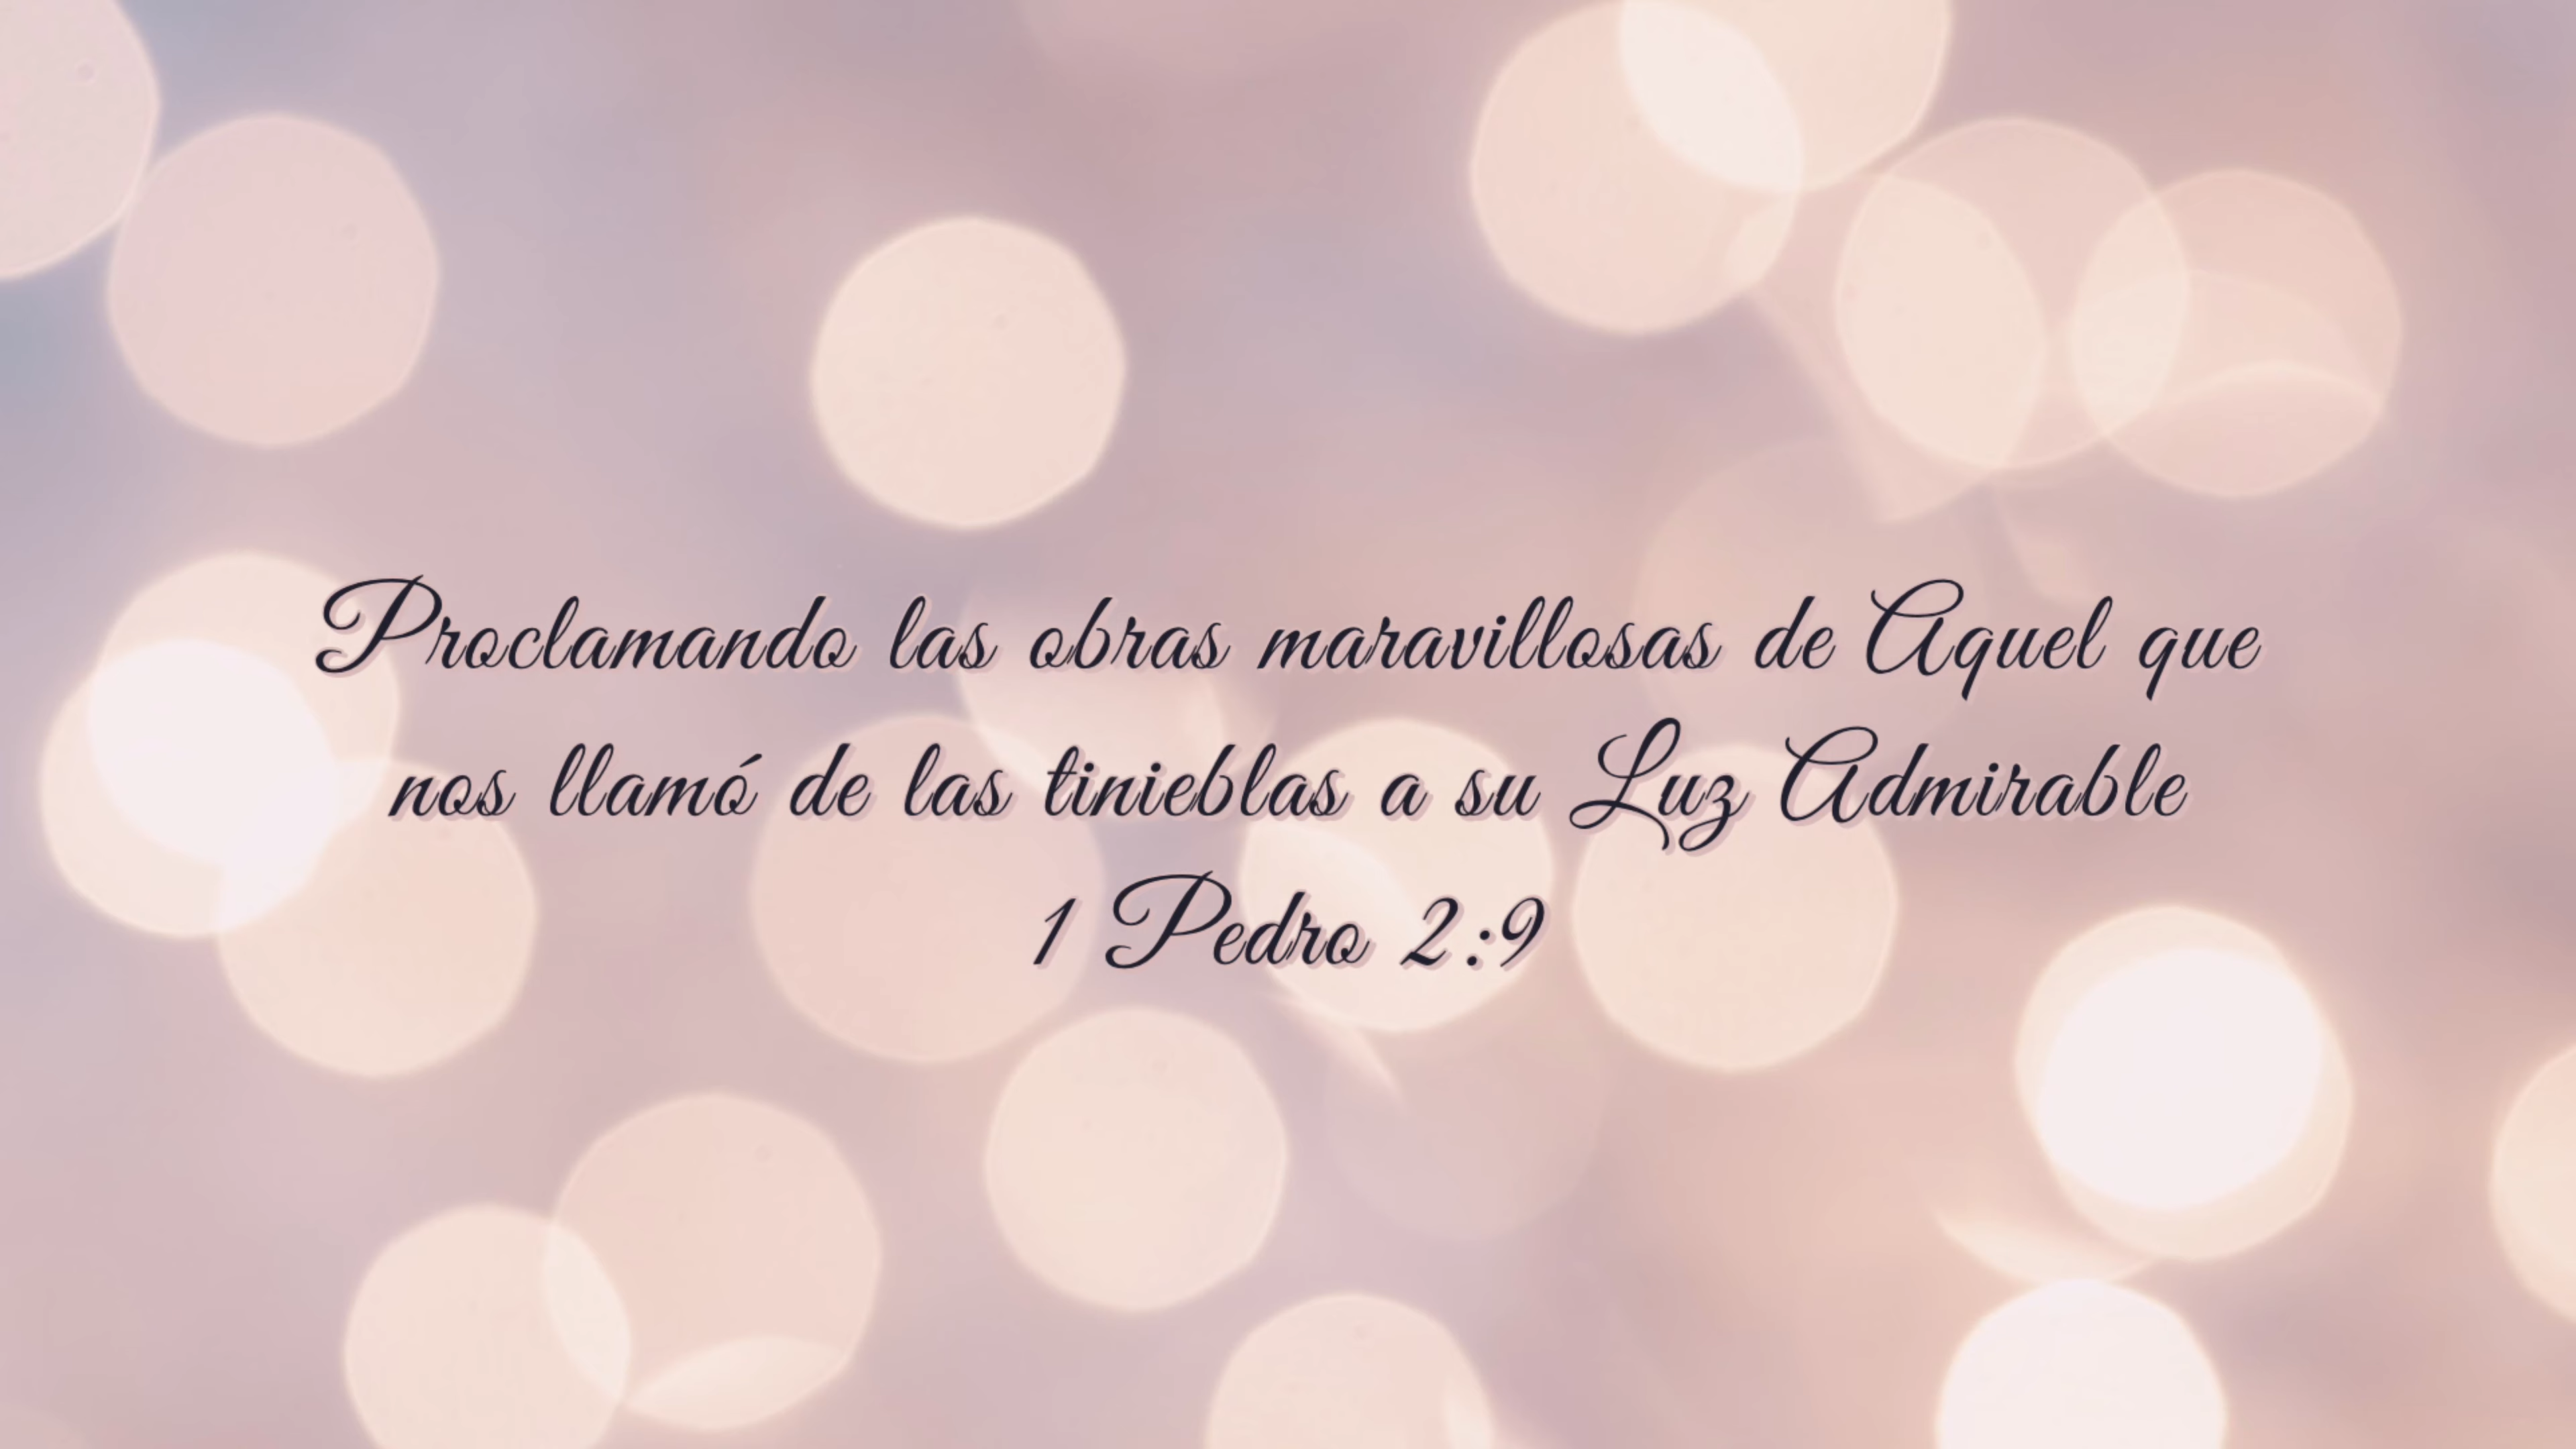 Proclamando las obras maravillosas de Aquel que
nos llamó de las tinieblas a su Luz Admirable
1 Pedro 2:9